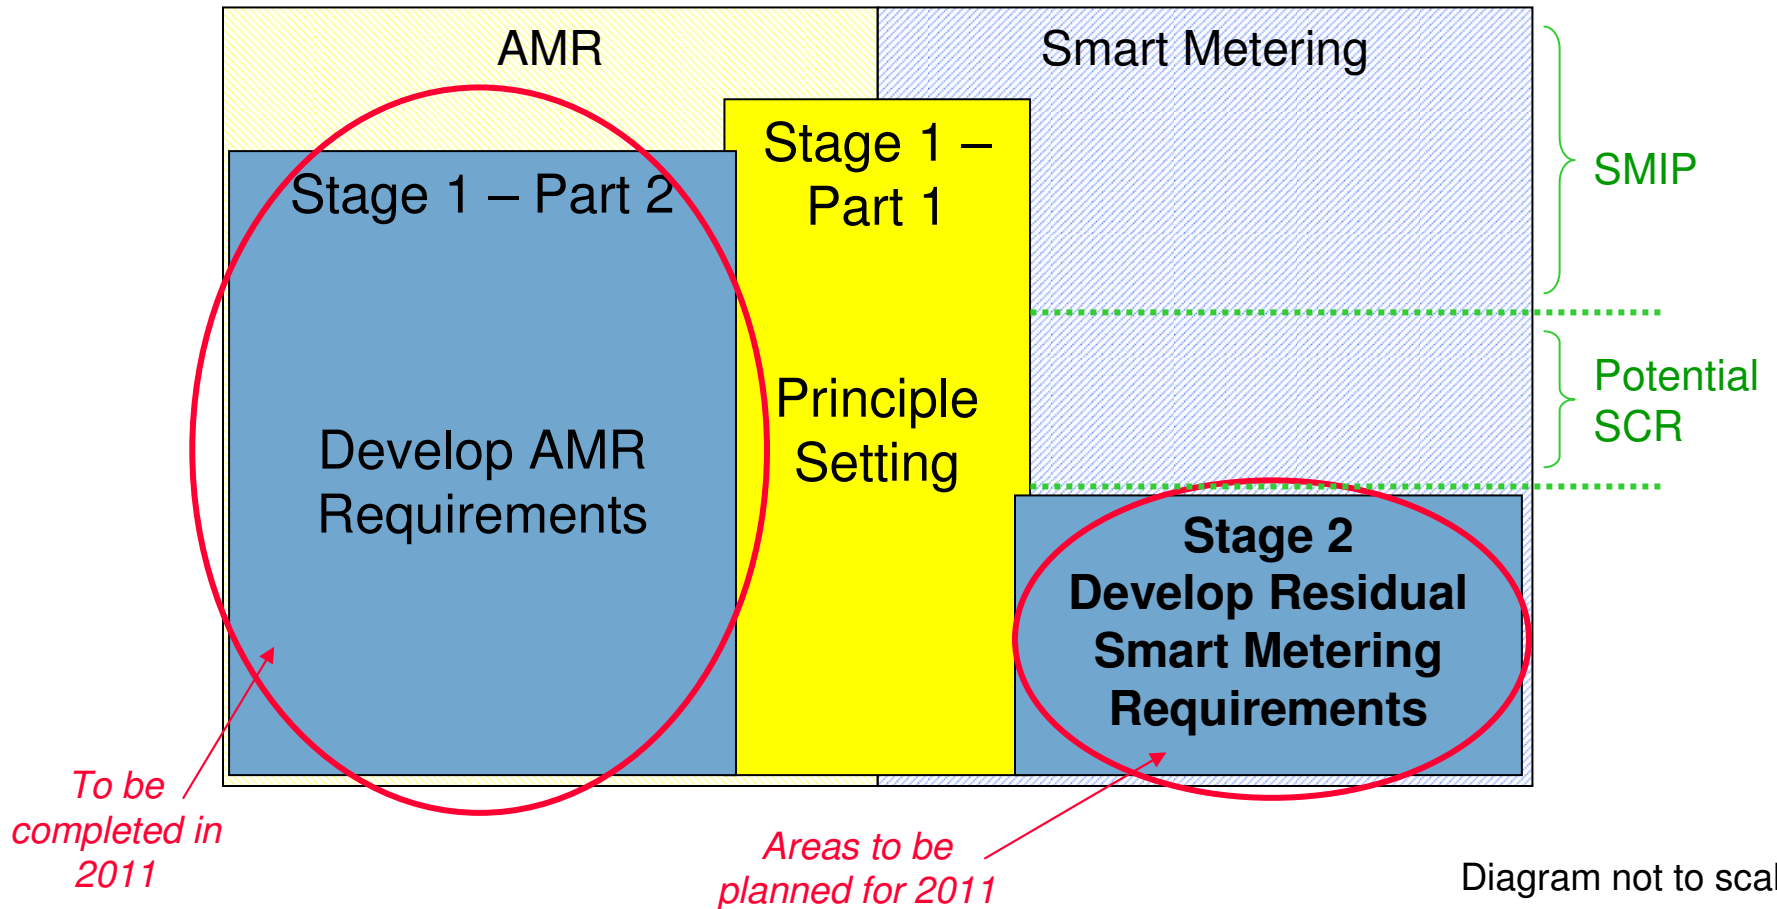 AMR
Smart Metering
Stage 1 –
Part 1
Stage 1 – Part 2
SMIP
Principle
Setting
Potential
SCR
Develop AMR
Requirements
Stage 2
Develop Residual
Smart Metering
Requirements
To be
completed in
2011
Areas to be
planned for 2011
Diagram not to scal